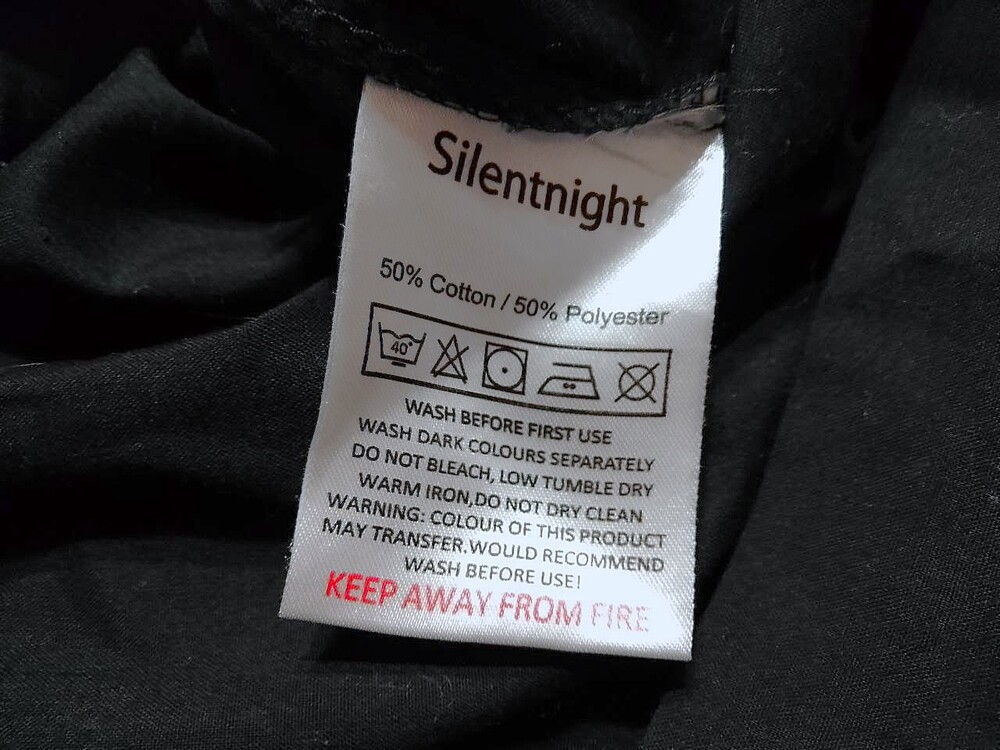 Silentnight
50% Cotton / 50% Polyester
40°
WASH BEFORE FIRST USE
WASH DARK COLOURS SEPARATELY
DO NOT BLEACH, LOW TUMBLE DRY
WARM IRON,DO NOT DRY CLEAN
WARNING: COLOUR OF THIS PRODUCT
MAY TRANSFER.WOULD RECOMMEND
WASH BEFORE USE!
KEEP AWAY FROM FIRE